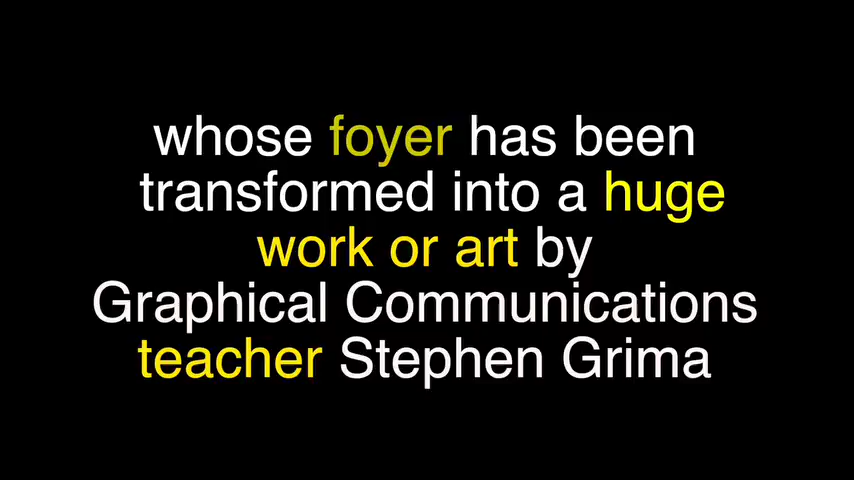 whose foyer has been
transformed into a huge
work or art by
Graphical Communications
teacher Stephen Grima